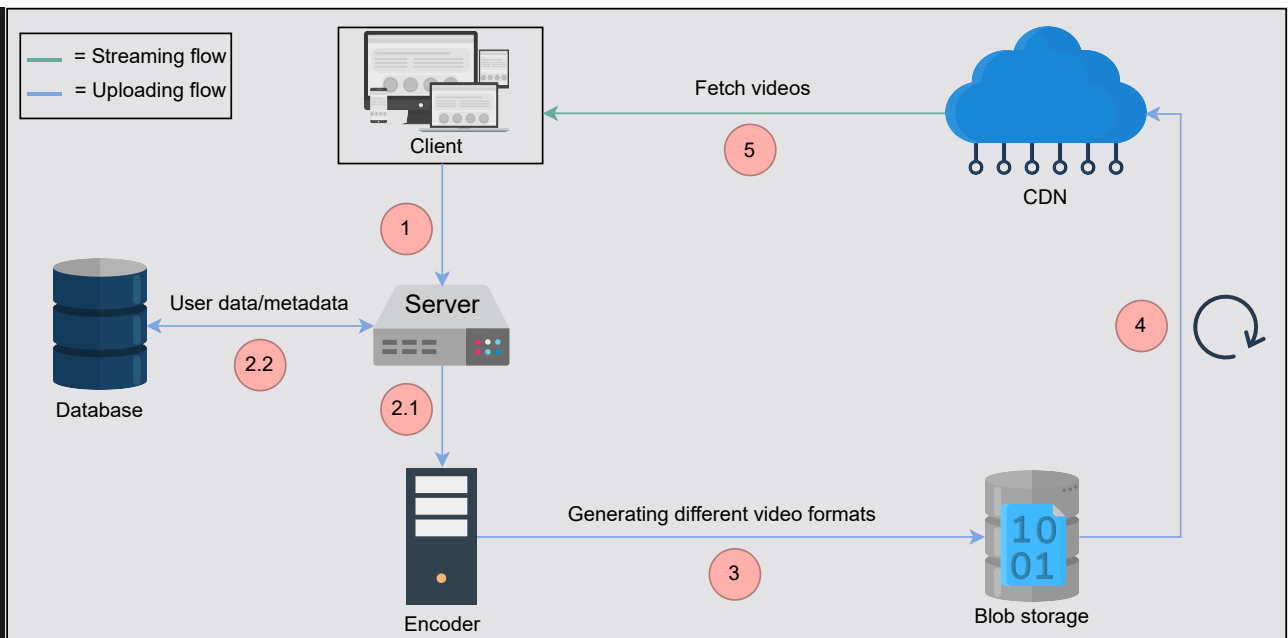 = Streaming flow
= Uploading flow
Client
Fetch videos
5
CDN
1
User data/metadata
Server
4
2.2
Database
2.1
Generating different video formats
3
10
01
Encoder
Blob storage